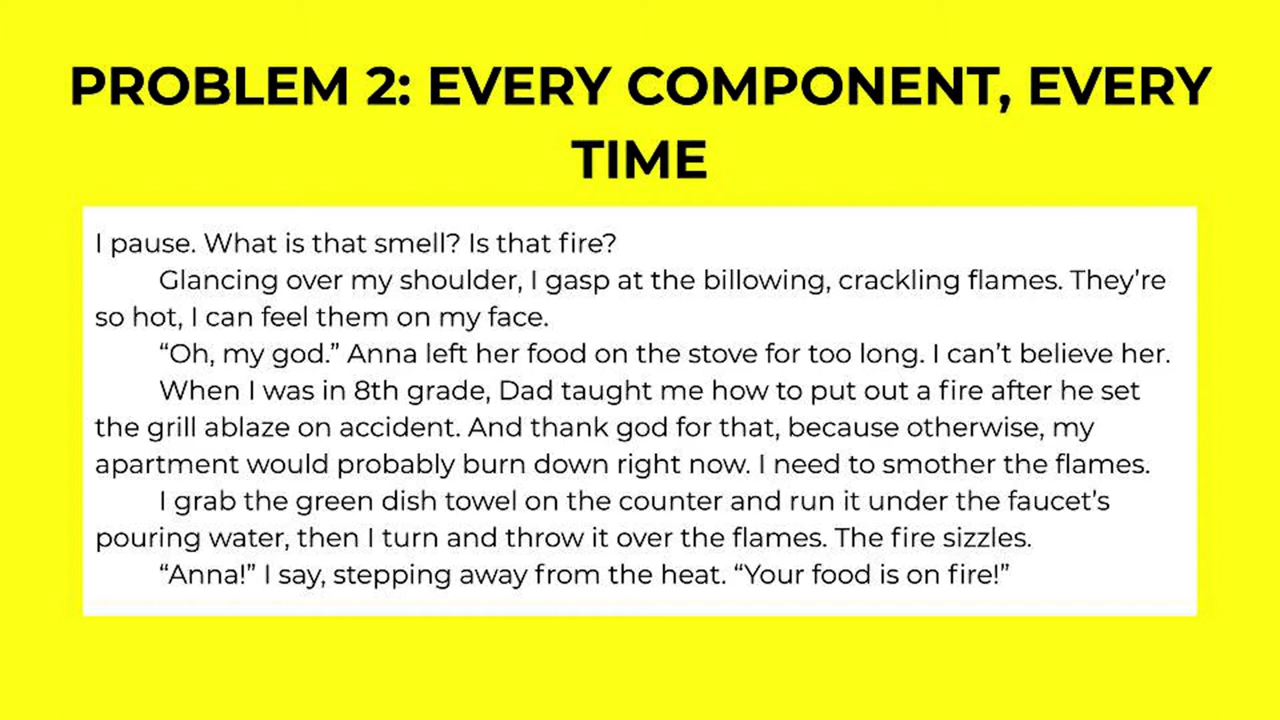 PROBLEM 2: EVERY COMPONENT, EVERY
TIME
I pause. What is that smell? Is that fire?
Glancing over my shoulder, I gasp at the billowing, crackling flames. They’re
so hot, I can feel them on my face.
“Oh, my god.” Anna left her food on the stove for too long. I can’t believe her.
When I was in 8th grade, Dad taught me how to put out a fire after he set
the grill ablaze on accident. And thank god for that, because otherwise, my
apartment would probably burn down right now. I need to smother the flames.
I grab the green dish towel on the counter and run it under the faucet’s
pouring water, then I turn and throw it over the flames. The fire sizzles.
“Anna!” I say, stepping away from the heat. “Your food is on fire!”